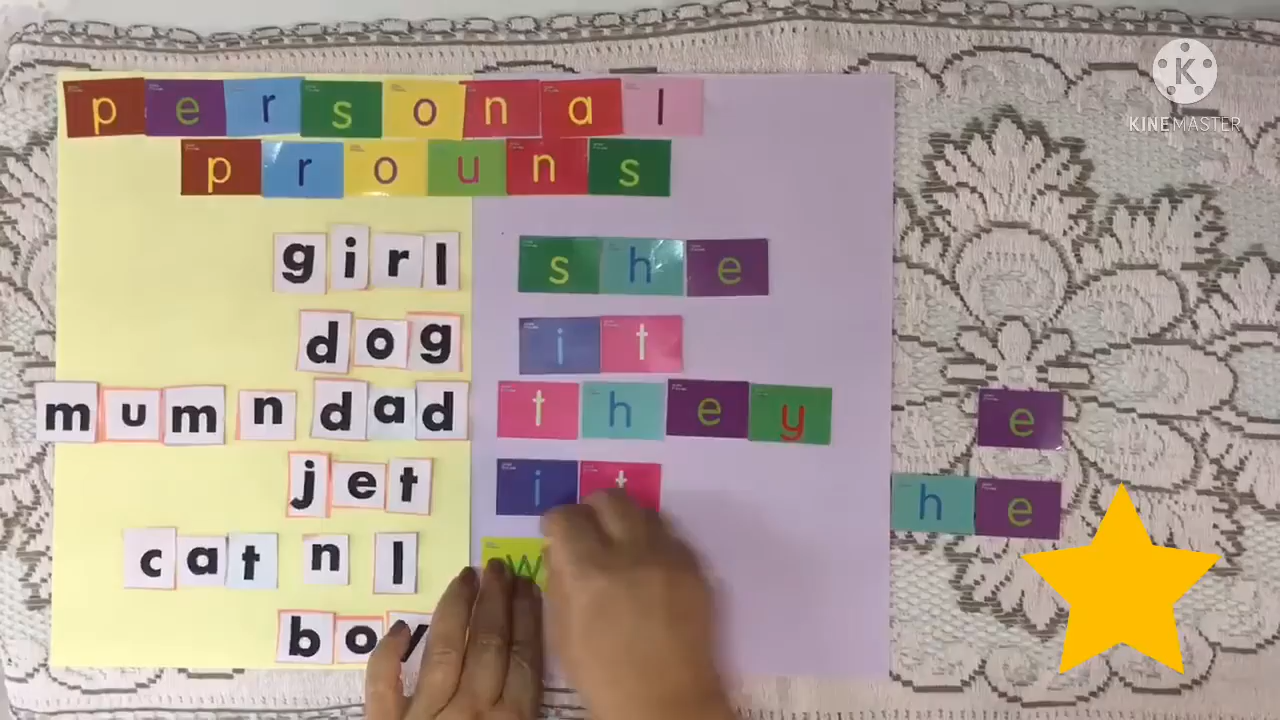 personal
prouns
girl she
dog it
mum n dad they
jet it
cat n I w
boy
e
he
KINEMASTER